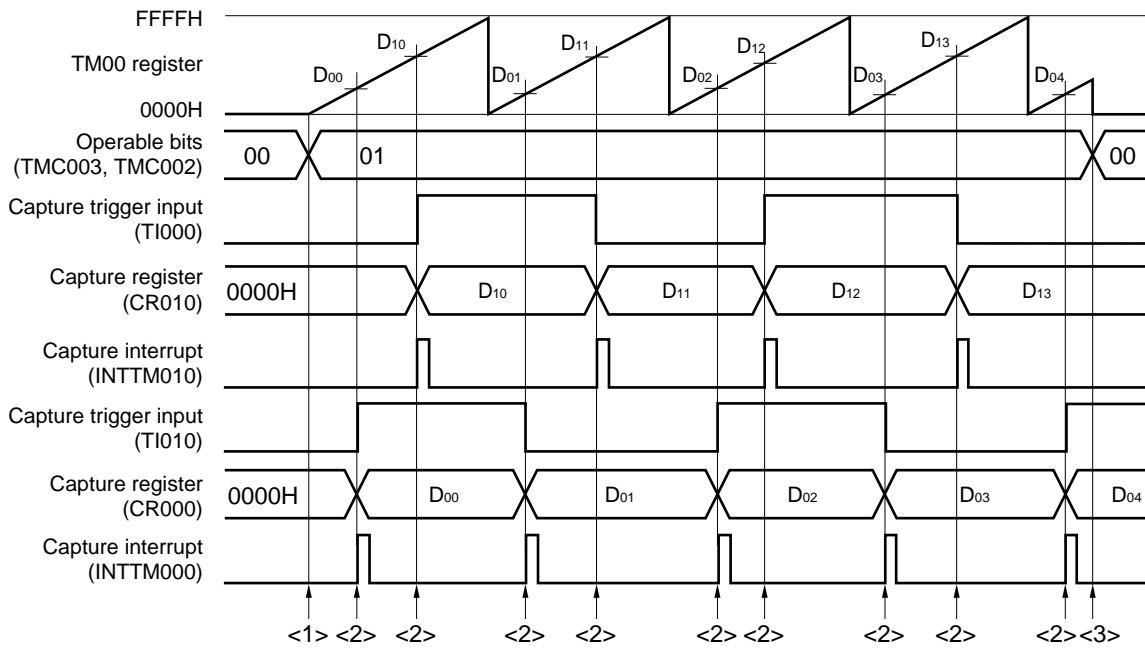 FFFFH
TM00 register
0000H
D00 D10 D01 D11 D02 D12 D03 D13 D04
Operable bits
(TMC003, TMC002)
00 01 00
Capture trigger input
(TI000)
Capture register
(CR010)
0000H D10 D11 D12 D13
Capture interrupt
(INTTM010)
Capture trigger input
(TI010)
Capture register
(CR000)
0000H D00 D01 D02 D03 D04
Capture interrupt
(INTTM000)
<1> <2> <2> <2> <2> <2> <2> <2> <2> <2> <3>